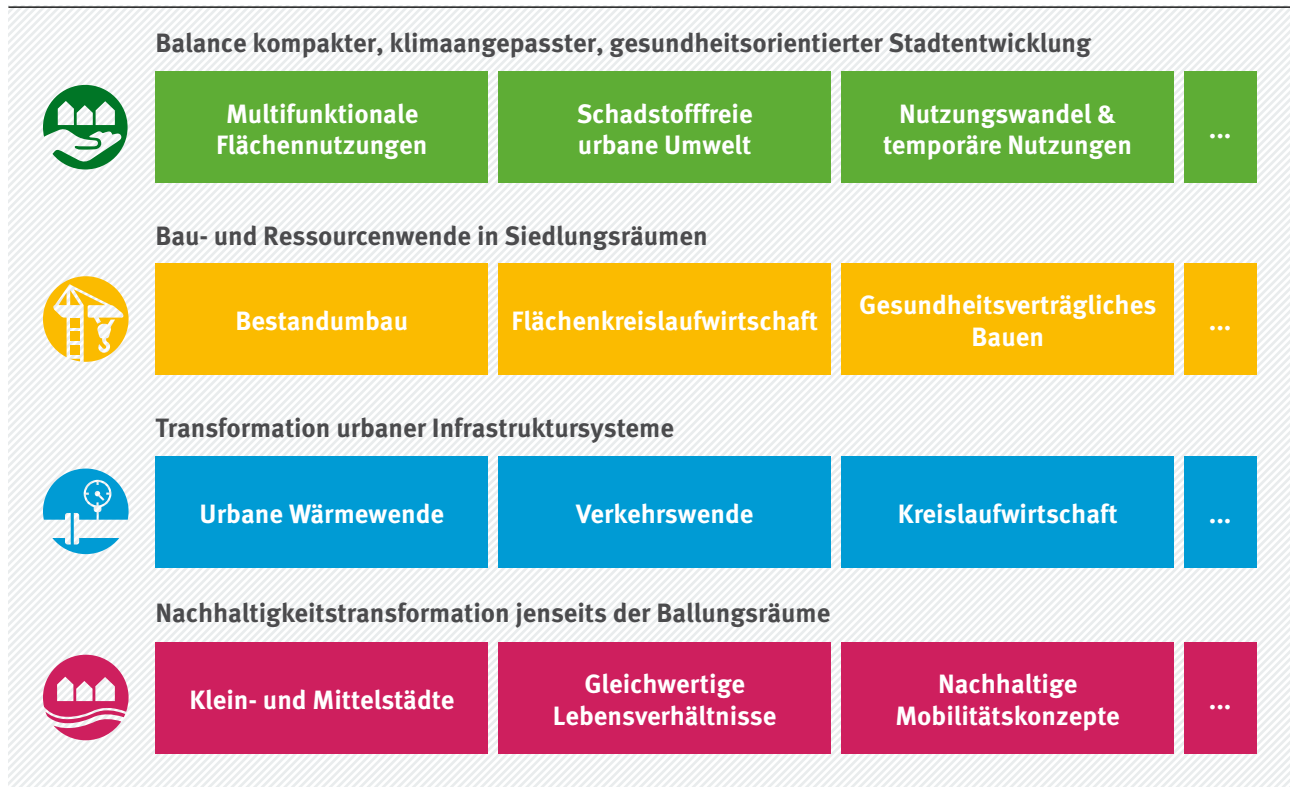 Balance kompakter, klimaangepasster, gesundheitsorientierter Stadtentwicklung
Multifunktionale
Flächennutzungen
Schadstofffreie
urbane Umwelt
Nutzungswandel &
temporäre Nutzungen
...
Bau- und Ressourcenwende in Siedlungsräumen
Bestandumbau
Flächenkreislaufwirtschaft
Gesundheitsverträgliches
Bauen
...
Transformation urbaner Infrastruktursysteme
Urbane Wärmewende
Verkehrswende
Kreislaufwirtschaft
...
Nachhaltigkeitstransformation jenseits der Ballungsräume
Klein- und Mittelstädte
Gleichwertige
Lebensverhältnisse
Nachhaltige
Mobilitätskonzepte
...